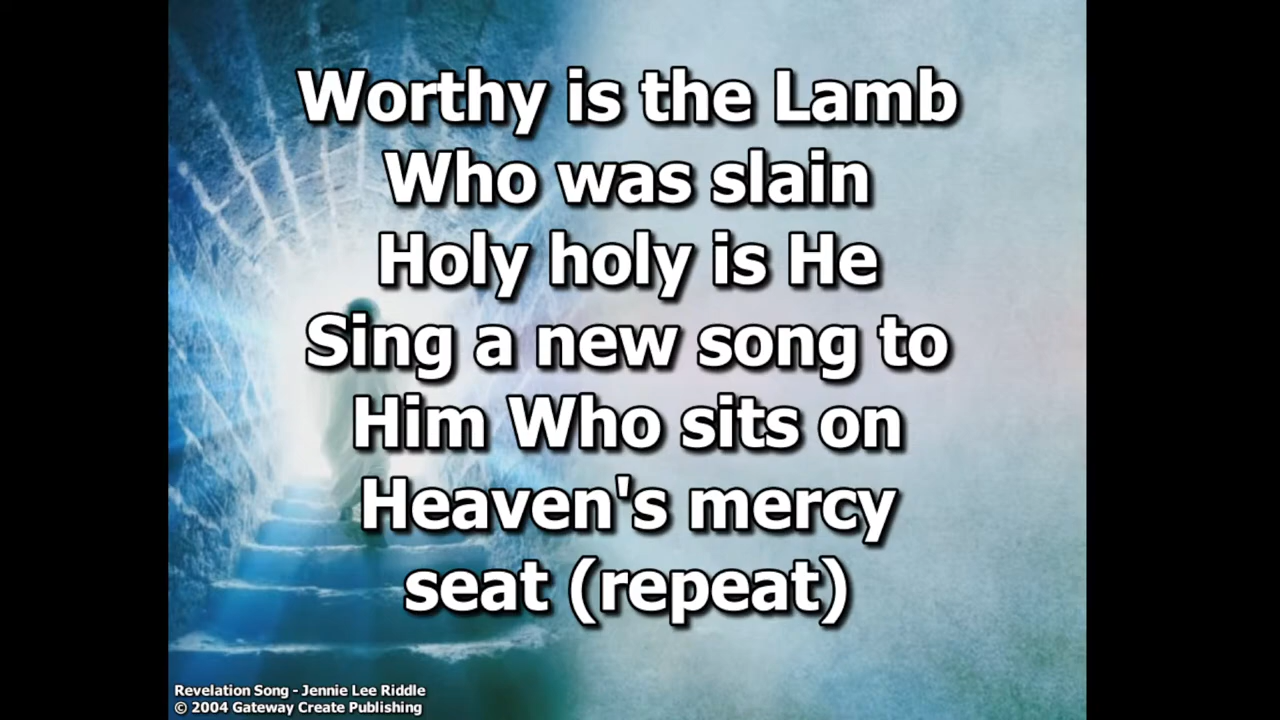 Worthy is the Lamb
Who was slain
Holy holy is He
Sing a new song to
Him Who sits on
Heaven's mercy
seat (repeat)
Revelation Song - Jennie Lee Riddle
© 2004 Gateway Create Publishing